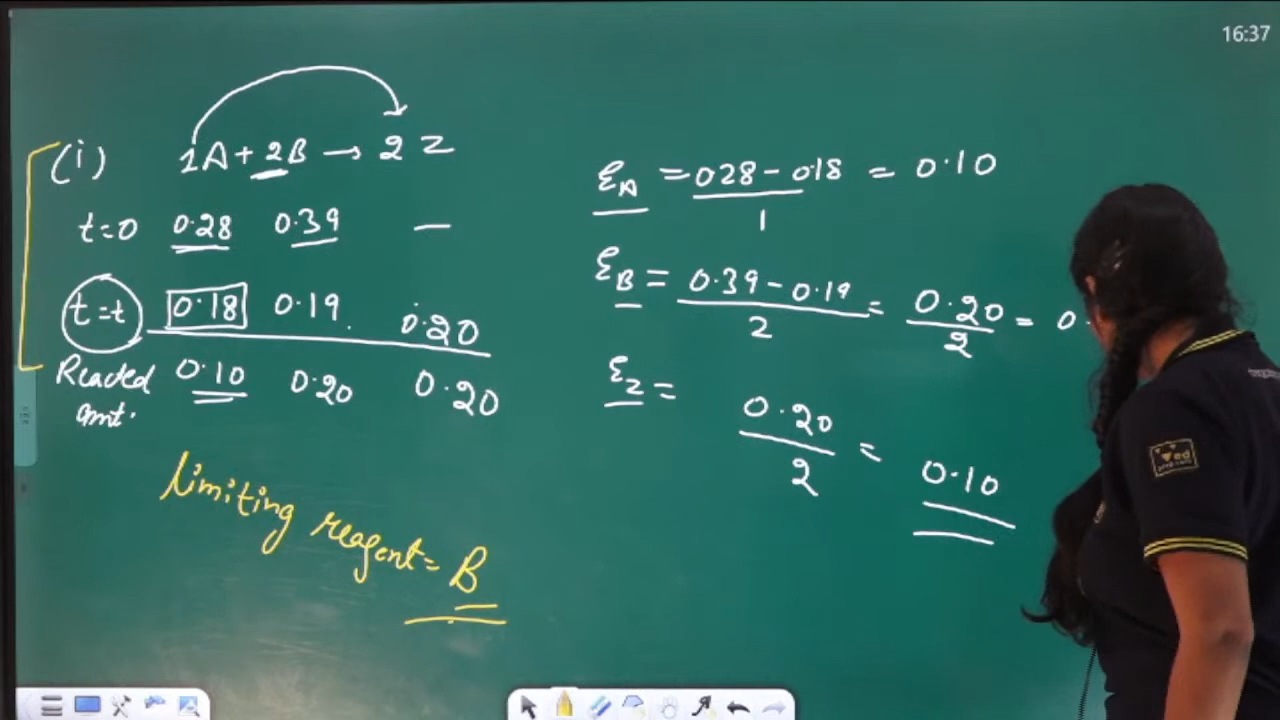 16:37
(i) 1A + 2B → 2Z
t=0 0.28 0.39 —
t=t 0.18 0.19 0.20
Reacted amt. 0.10 0.20 0.20
Limiting reagent = B
ξA = 0.28 - 0.18 / 1 = 0.10
ξB = 0.39 - 0.19 / 2 = 0.20 / 2 = 0.
ξZ = 0.20 / 2 = 0.10
ved